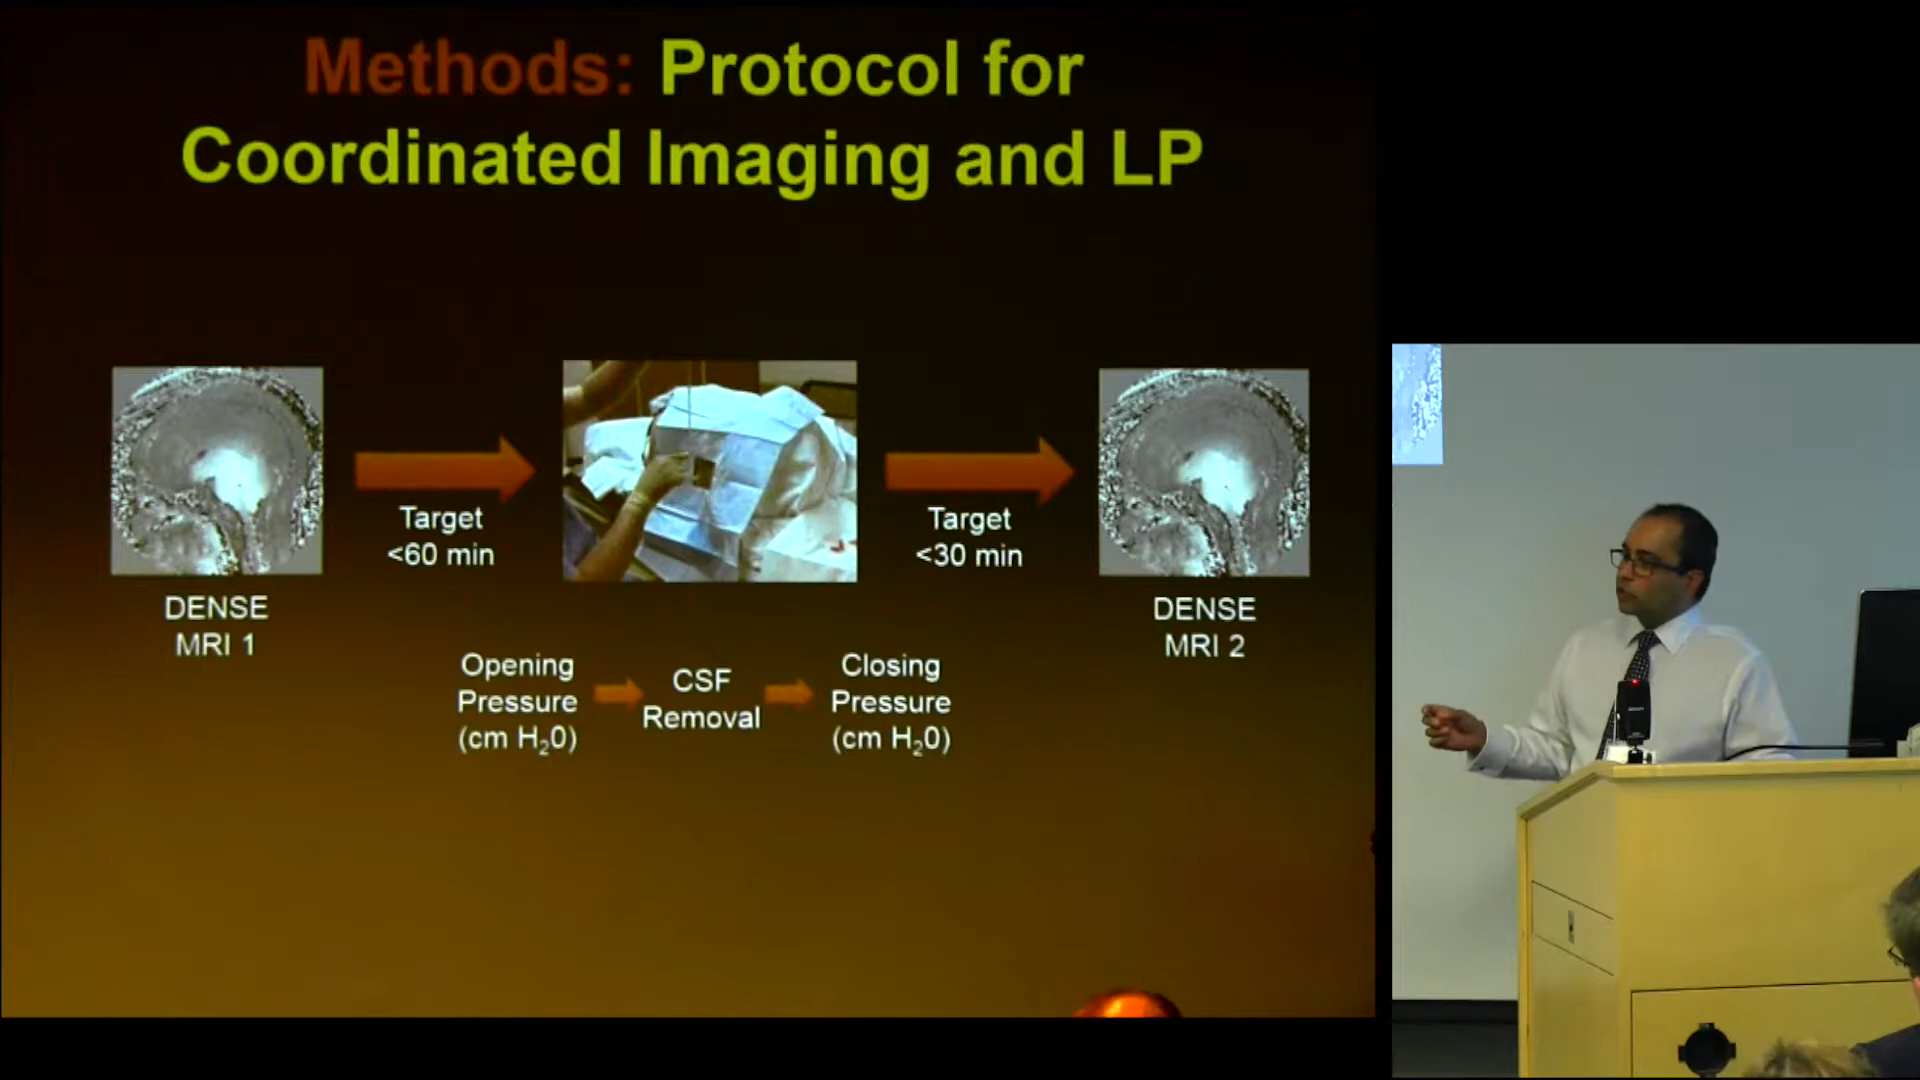 Methods: Protocol for
Coordinated Imaging and LP
Target
<60 min
Target
<30 min
DENSE
MRI 1
DENSE
MRI 2
Opening
Pressure
(cm H₂0)
CSF
Removal
Closing
Pressure
(cm H₂0)